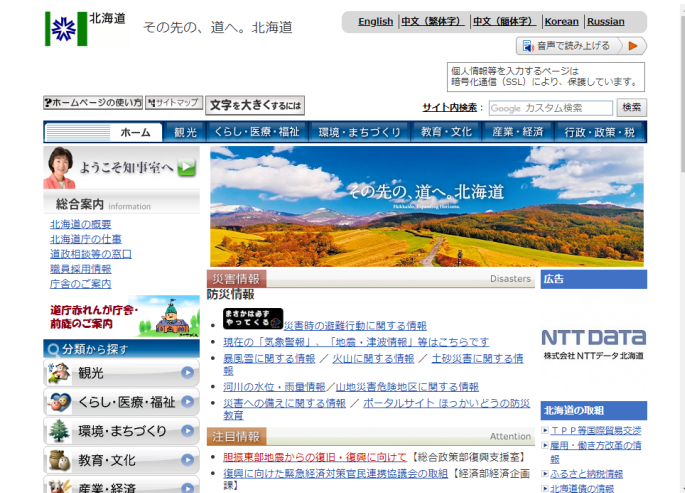 北海道
その先の、道へ。北海道
English | 中文（繁体字） | 中文（簡体字） | Korean | Russian
音声で読み上げる
個人情報等を入力するページは
暗号化通信（SSL）により、保護しています。
?ホームページの使い方
サイトマップ
文字を大きくするには
サイト内検索：
Google カスタム検索
検索
ホーム
観光
くらし・医療・福祉
環境・まちづくり
教育・文化
産業・経済
行政・政策・税
ようこそ知事室へ
その先の、道へ。北海道
Hokkaido, Expanding Horizons.
総合案内 information
北海道の概要
北海道庁の仕事
道政相談等の窓口
職員採用情報
庁舎のご案内
道庁赤れんが庁舎・
前庭のご案内
分類から探す
観光
くらし・医療・福祉
環境・まちづくり
教育・文化
産業・経済
災害情報 Disasters
防災情報
まさかは必ず
やってくる
災害時の避難行動に関する情報
現在の「気象警報」、「地震・津波情報」等はこちらです
暴風雪に関する情報 ／ 火山に関する情報 ／ 土砂災害に関する情
報
河川の水位・雨量情報／山地災害危険地区に関する情報
災害への備えに関する情報 ／ ポータルサイト ほっかいどうの防災
教育
注目情報 Attention
胆振東部地震からの復旧・復興に向けて【総合政策部復興支援室】
復興に向けた緊急経済対策官民連携協議会の取組【経済部経済企画
課】
広告
NTT DATA
株式会社NTTデータ北海道
北海道の取組
ＴＰＰ等国際貿易交渉
雇用・働き方改革の情
報
ふるさと納税情報
北海道債の情報